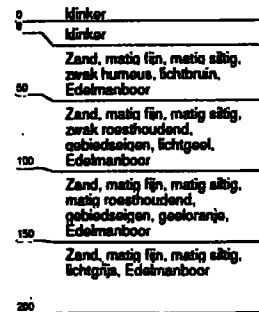 0 klinker
8 klinker
Zand, matig fijn, matig siltig,
zwak humeus, lichtbruin,
50 Edelmanboor
Zand, matig fijn, matig siltig,
zwak roesthoudend,
gebiedseigen, lichtgeel,
100 Edelmanboor
Zand, matig fijn, matig siltig,
matig roesthoudend,
gebiedseigen, geeloranje,
150 Edelmanboor
Zand, matig fijn, matig siltig,
lichtgrijs, Edelmanboor
200